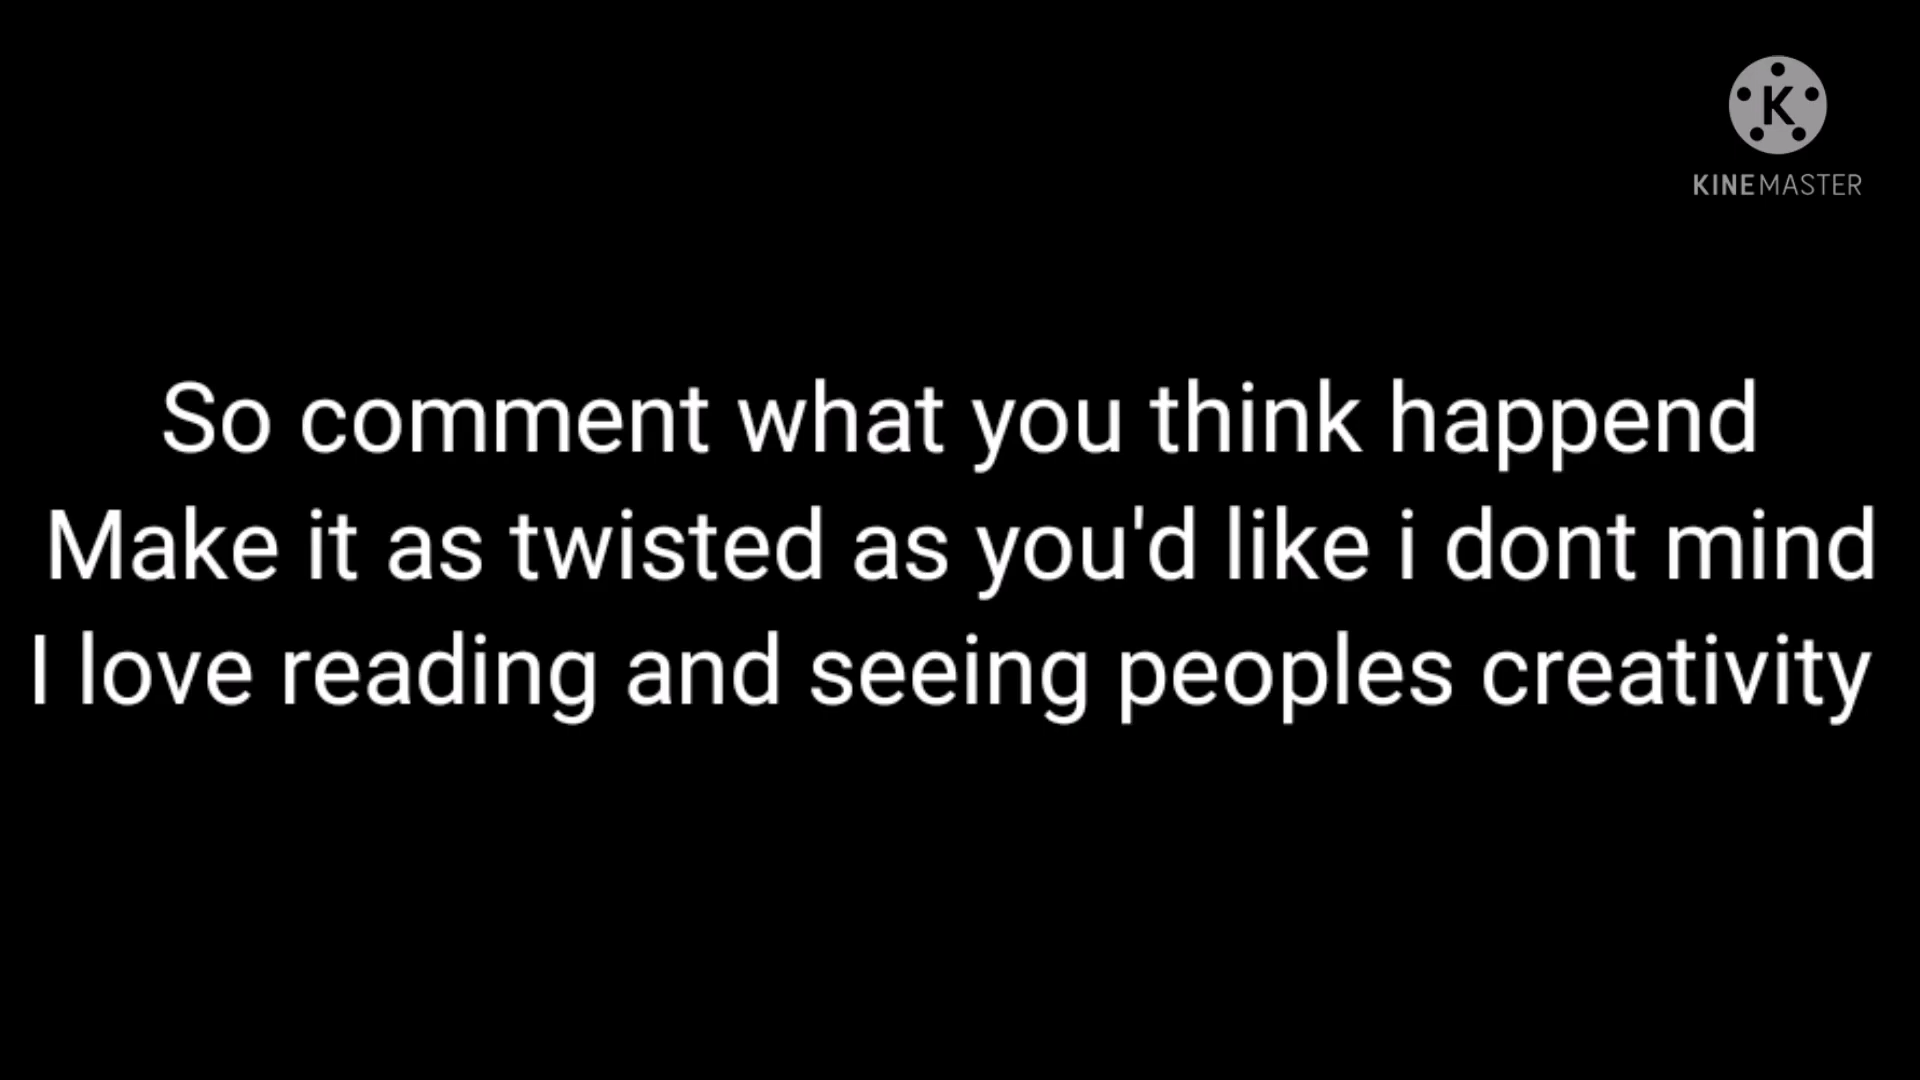 K
KINEMASTER
So comment what you think happend
Make it as twisted as you'd like i dont mind
I love reading and seeing peoples creativity